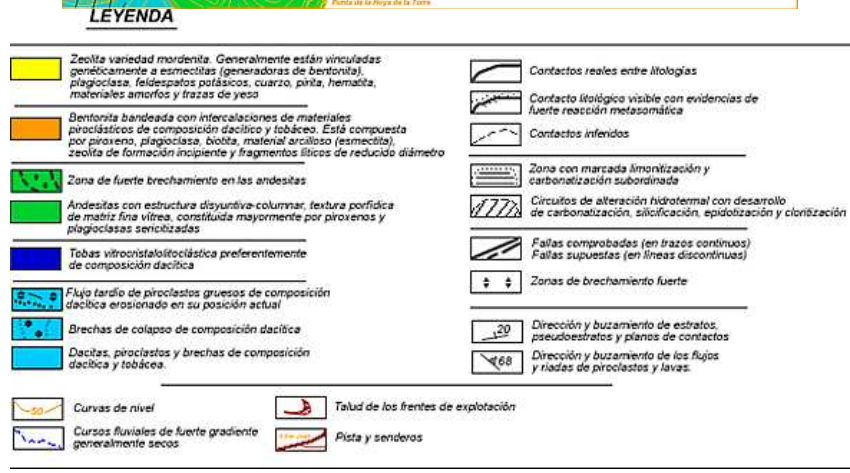 Punta de la Hoya de la Torre
LEYENDA
Zeolita variedad mordenita. Generalmente están vinculadas
genéticamente a esmectitas (generadoras de bentonita),
plagioclasa, feldespatos potásicos, cuarzo, pirita, hematita,
materiales amorfos y trazas de yeso
Bentonita bandeada con intercalaciones de materiales
piroclásticos de composición dacítico y tobáceo. Está compuesta
por piroxeno, plagioclasa, biotita, material arcilloso (esmectita),
zeolita de formación incipiente y fragmentos líticos de reducido diámetro
Zona de fuerte brechamiento en las andesitas
Andesitas con estructura disyuntiva-columnar, textura porfídica
de matriz fina vítrea, constituida mayormente por piroxenos y
plagioclasas sericitizadas
Tobas vitrocristalolitoclástica preferentemente
de composición dacítica
Flujo tardío de piroclastos gruesos de composición
dacítica erosionado en su posición actual
Brechas de colapso de composición dacítica
Dacitas, piroclastos y brechas de composición
dacítica y tobácea.
Contactos reales entre litologías
Contacto litológico visible con evidencias de
fuerte reacción metasomática
Contactos inferidos
Zona con marcada limonitización y
carbonatización subordinada
Circuitos de alteración hidrotermal con desarrollo
de carbonatización, silicificación, epidotización y cloritización
Fallas comprobadas (en trazos continuos)
Fallas supuestas (en líneas discontinuas)
Zonas de brechamiento fuerte
20
Dirección y buzamiento de estratos,
pseudoestratos y planos de contactos
68
Dirección y buzamiento de los flujos
y riadas de piroclastos y lavas.
50
Curvas de nivel
Cursos fluviales de fuerte gradiente
generalmente secos
Talud de los frentes de explotación
Pista y senderos